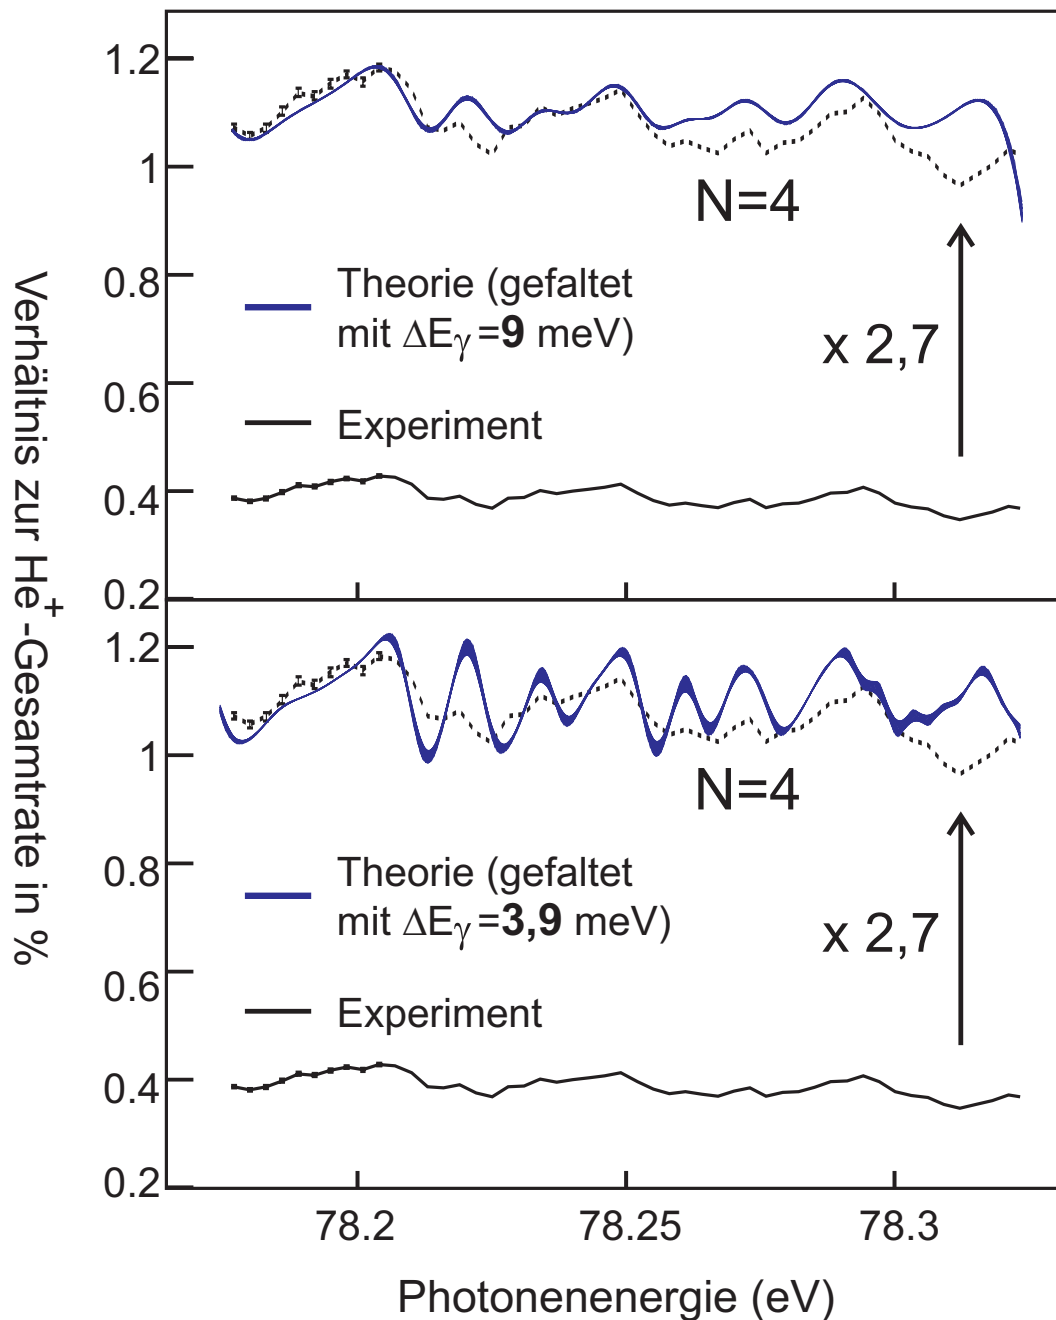 Verhältnis zur He+-Gesamtrate in %
1.2
1
0.8
0.6
0.4
0.2
N=4
Theorie (gefaltet
mit ΔEγ=9 meV)
x 2,7
Experiment
1.2
1
0.8
0.6
0.4
0.2
N=4
Theorie (gefaltet
mit ΔEγ=3,9 meV)
x 2,7
Experiment
78.2 78.25 78.3
Photonenenergie (eV)